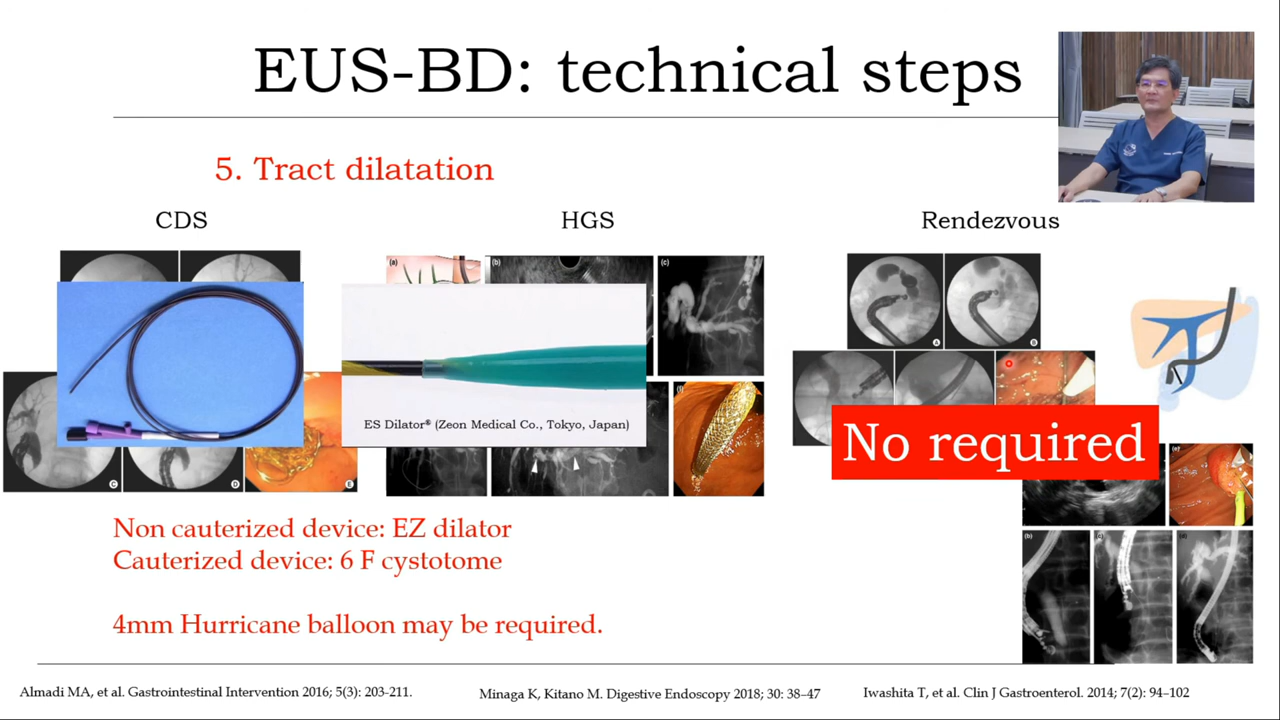 EUS-BD: technical steps
5. Tract dilatation
CDS
HGS
Rendezvous
(a)
(b)
(c)
A
B
ES Dilator® (Zeon Medical Co., Tokyo, Japan)
(f)
No required
C
D
E
(e)
Non cauterized device: EZ dilator
Cauterized device: 6 F cystotome
(b)
(c)
(d)
4mm Hurricane balloon may be required.
Almadi MA, et al. Gastrointestinal Intervention 2016; 5(3): 203-211.
Minaga K, Kitano M. Digestive Endoscopy 2018; 30: 38–47
Iwashita T, et al. Clin J Gastroenterol. 2014; 7(2): 94–102